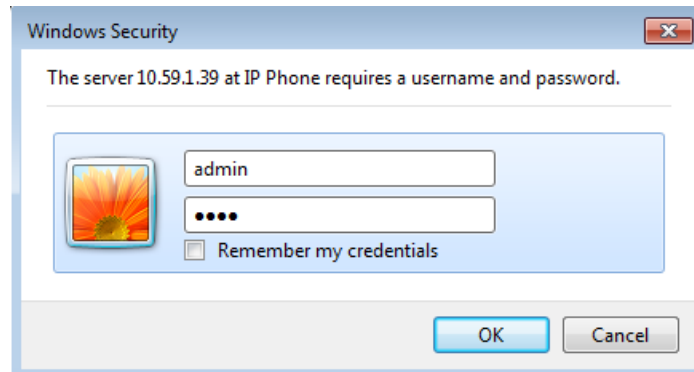 Windows Security
The server 10.59.1.39 at IP Phone requires a username and password.
admin
••••
Remember my credentials
OK
Cancel